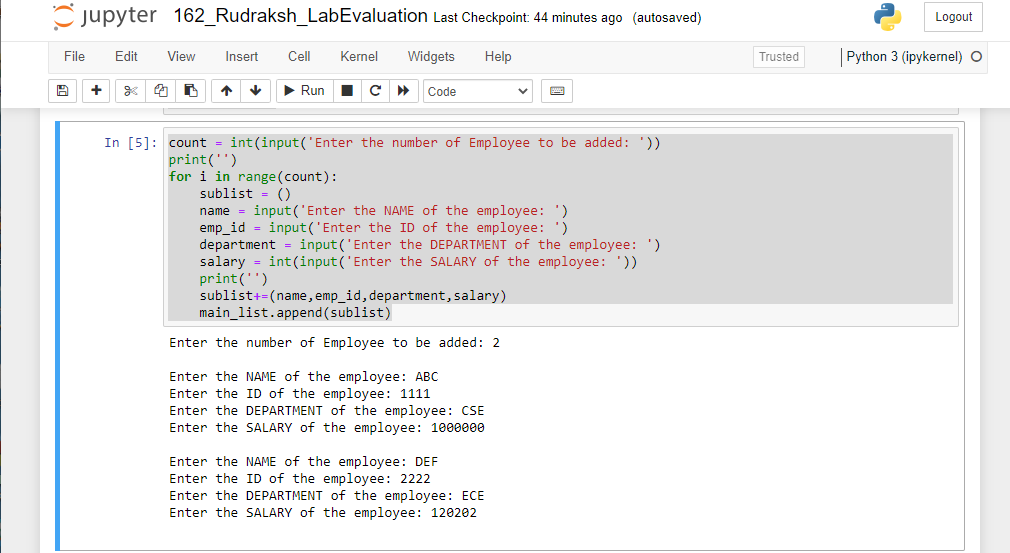 jupyter 162_Rudraksh_LabEvaluation Last Checkpoint: 44 minutes ago (autosaved) Logout
File Edit View Insert Cell Kernel Widgets Help Trusted Python 3 (ipykernel)
Run Code
In [5]: count = int(input('Enter the number of Employee to be added: '))
print('')
for i in range(count):
    sublist = ()
    name = input('Enter the NAME of the employee: ')
    emp_id = input('Enter the ID of the employee: ')
    department = input('Enter the DEPARTMENT of the employee: ')
    salary = int(input('Enter the SALARY of the employee: '))
    print('')
    sublist+=(name,emp_id,department,salary)
    main_list.append(sublist)
Enter the number of Employee to be added: 2
Enter the NAME of the employee: ABC
Enter the ID of the employee: 1111
Enter the DEPARTMENT of the employee: CSE
Enter the SALARY of the employee: 1000000
Enter the NAME of the employee: DEF
Enter the ID of the employee: 2222
Enter the DEPARTMENT of the employee: ECE
Enter the SALARY of the employee: 120202